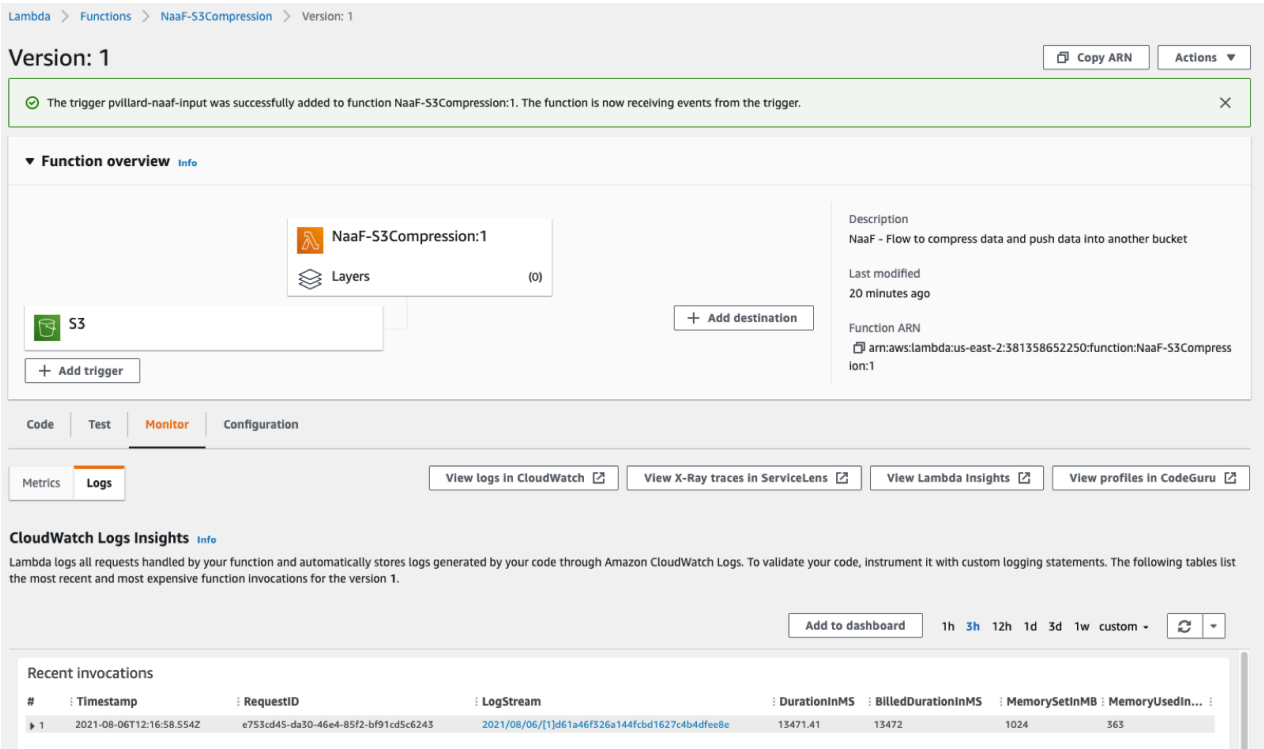 Lambda > Functions > NaaF-S3Compression > Version: 1
Version: 1
Copy ARN
Actions
The trigger pvillard-naaf-input was successfully added to function NaaF-S3Compression:1. The function is now receiving events from the trigger.
Function overview Info
NaaF-S3Compression:1
Layers (0)
S3
+ Add trigger
+ Add destination
Description
NaaF - Flow to compress data and push data into another bucket
Last modified
20 minutes ago
Function ARN
arn:aws:lambda:us-east-2:381358652250:function:NaaF-S3Compress
ion:1
Code Test Monitor Configuration
Metrics Logs
View logs in CloudWatch
View X-Ray traces in ServiceLens
View Lambda Insights
View profiles in CodeGuru
CloudWatch Logs Insights Info
Lambda logs all requests handled by your function and automatically stores logs generated by your code through Amazon CloudWatch Logs. To validate your code, instrument it with custom logging statements. The following tables list
the most recent and most expensive function invocations for the version 1.
Add to dashboard 1h 3h 12h 1d 3d 1w custom
Recent invocations
# : Timestamp : RequestID : LogStream : DurationInMS : BilledDurationInMS : MemorySetInMB : MemoryUsedIn... :
1 2021-08-06T12:16:58.554Z e753cd45-da30-46e4-85f2-bf91cd5c6243 2021/08/06/[1]d61a46f326a144fcbd1627c4b4dfee8e 13471.41 13472 1024 363